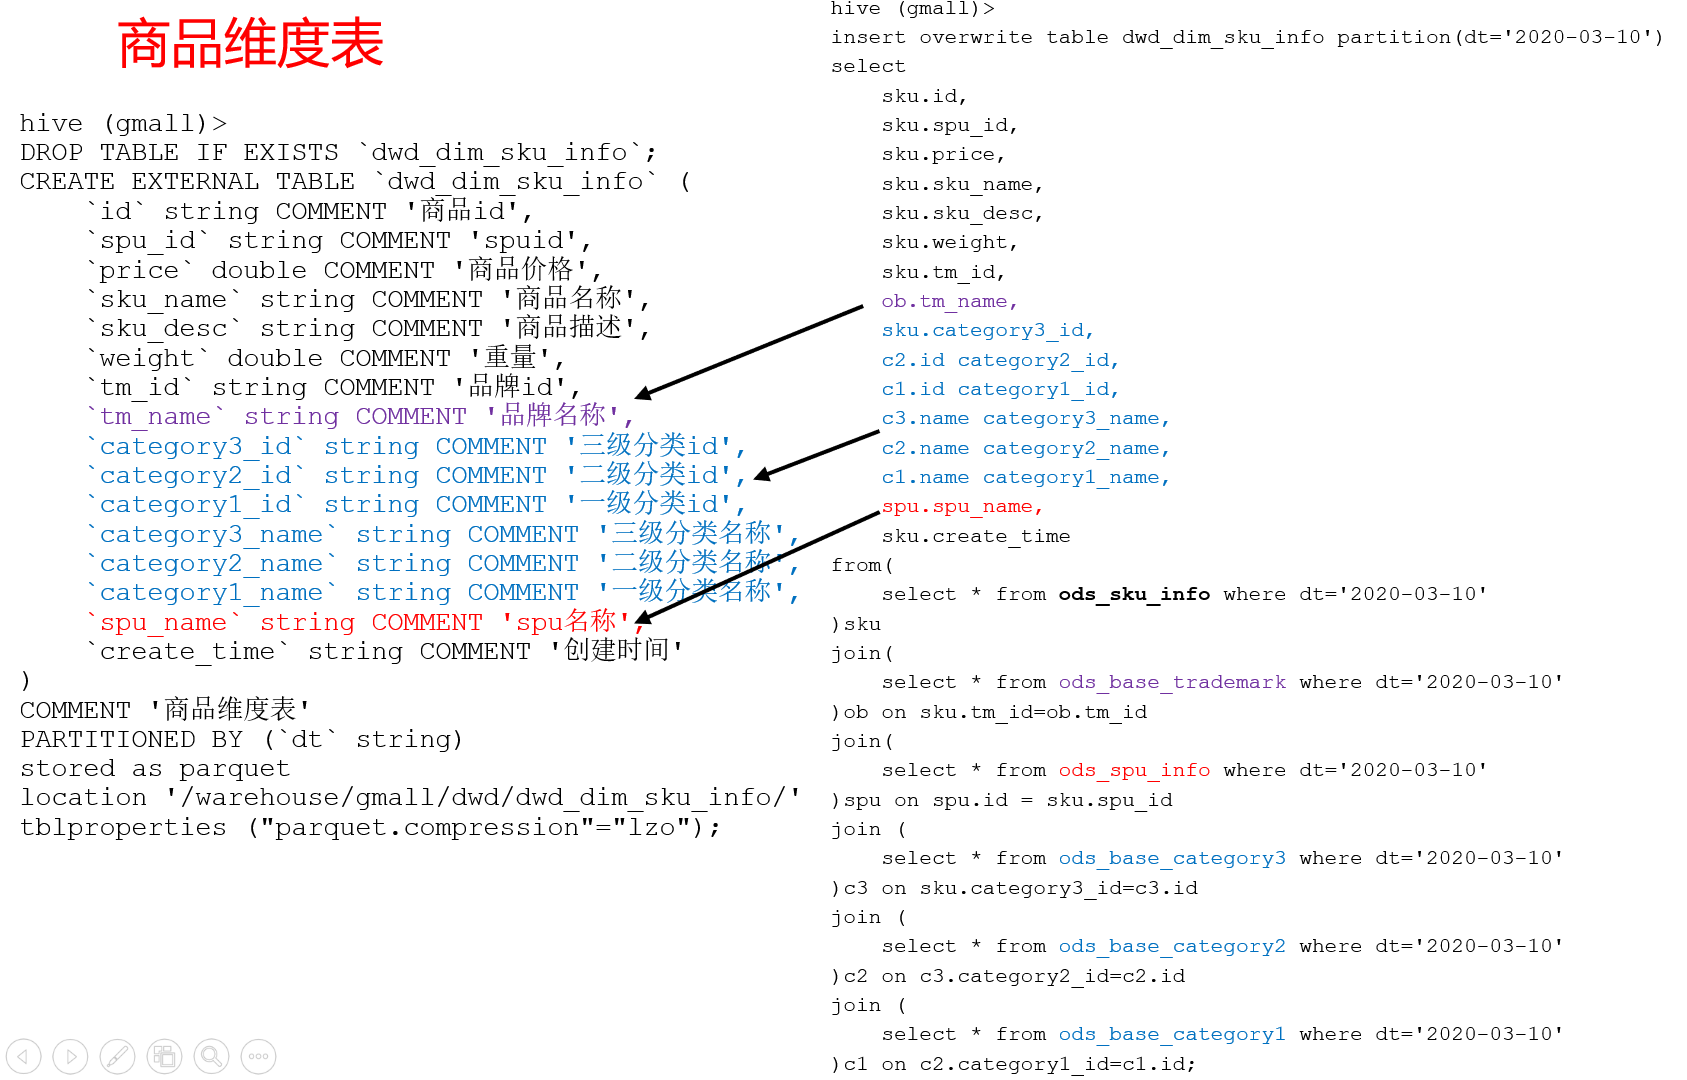 商品维度表
hive (gmall)>
DROP TABLE IF EXISTS `dwd_dim_sku_info`;
CREATE EXTERNAL TABLE `dwd_dim_sku_info` (
    `id` string COMMENT '商品id',
    `spu_id` string COMMENT 'spuid',
    `price` double COMMENT '商品价格',
    `sku_name` string COMMENT '商品名称',
    `sku_desc` string COMMENT '商品描述',
    `weight` double COMMENT '重量',
    `tm_id` string COMMENT '品牌id',
    `tm_name` string COMMENT '品牌名称',
    `category3_id` string COMMENT '三级分类id',
    `category2_id` string COMMENT '二级分类id',
    `category1_id` string COMMENT '一级分类id',
    `category3_name` string COMMENT '三级分类名称',
    `category2_name` string COMMENT '二级分类名称',
    `category1_name` string COMMENT '一级分类名称',
    `spu_name` string COMMENT 'spu名称',
    `create_time` string COMMENT '创建时间'
)
COMMENT '商品维度表'
PARTITIONED BY (`dt` string)
stored as parquet
location '/warehouse/gmall/dwd/dwd_dim_sku_info/'
tblproperties ("parquet.compression"="lzo");
hive (gmall)>
insert overwrite table dwd_dim_sku_info partition(dt='2020-03-10')
select
    sku.id,
    sku.spu_id,
    sku.price,
    sku.sku_name,
    sku.sku_desc,
    sku.weight,
    sku.tm_id,
    ob.tm_name,
    sku.category3_id,
    c2.id category2_id,
    c1.id category1_id,
    c3.name category3_name,
    c2.name category2_name,
    c1.name category1_name,
    spu.spu_name,
    sku.create_time
from(
    select * from ods_sku_info where dt='2020-03-10'
)sku
join(
    select * from ods_base_trademark where dt='2020-03-10'
)ob on sku.tm_id=ob.tm_id
join(
    select * from ods_spu_info where dt='2020-03-10'
)spu on spu.id = sku.spu_id
join (
    select * from ods_base_category3 where dt='2020-03-10'
)c3 on sku.category3_id=c3.id
join (
    select * from ods_base_category2 where dt='2020-03-10'
)c2 on c3.category2_id=c2.id
join (
    select * from ods_base_category1 where dt='2020-03-10'
)c1 on c2.category1_id=c1.id;